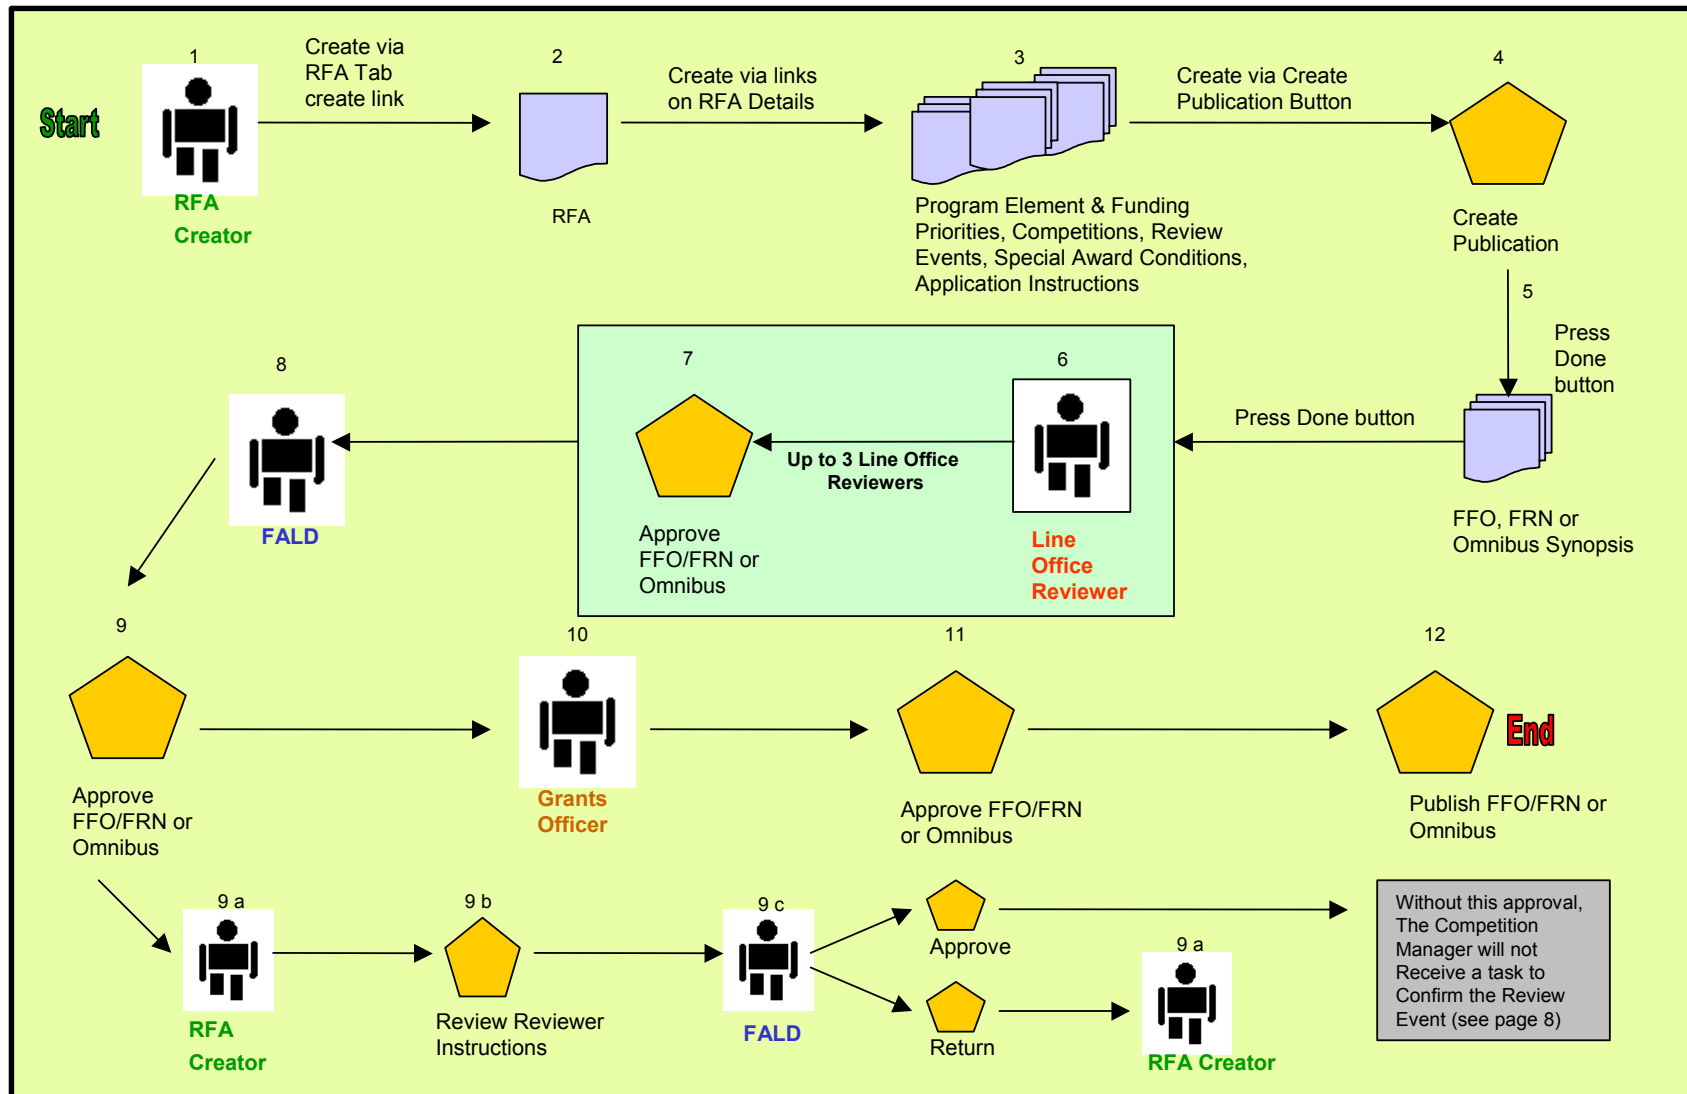 Start
1
RFA
Creator
Create via
RFA Tab
create link
2
RFA
Create via links
on RFA Details
3
Program Element & Funding
Priorities, Competitions, Review
Events, Special Award Conditions,
Application Instructions
Create via Create
Publication Button
4
Create
Publication
5
Press
Done
button
FFO, FRN or
Omnibus Synopsis
Press Done button
6
Line
Office
Reviewer
Up to 3 Line Office
Reviewers
7
Approve
FFO/FRN or
Omnibus
8
FALD
9
Approve
FFO/FRN or
Omnibus
10
Grants
Officer
11
Approve FFO/FRN
or Omnibus
12
End
Publish FFO/FRN or
Omnibus
9 a
RFA
Creator
9 b
Review Reviewer
Instructions
9 c
FALD
Approve
Return
9 a
RFA Creator
Without this approval,
The Competition
Manager will not
Receive a task to
Confirm the Review
Event (see page 8)